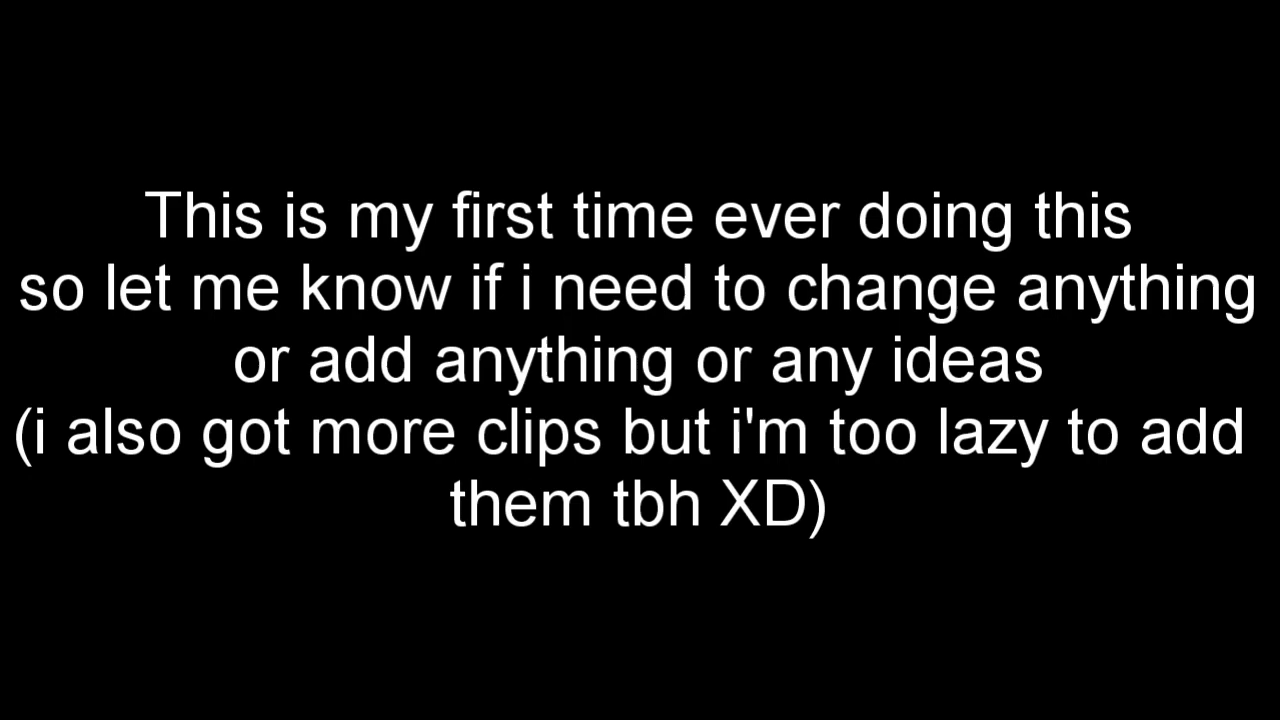 This is my first time ever doing this
so let me know if i need to change anything
or add anything or any ideas
(i also got more clips but i'm too lazy to add
them tbh XD)